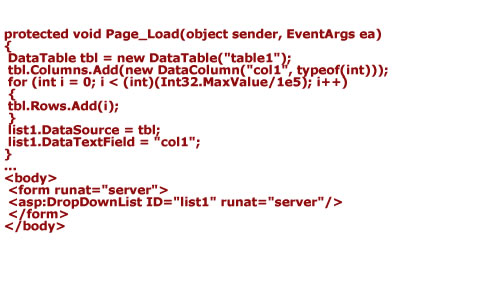 protected void Page_Load(object sender, EventArgs ea)
{
DataTable tbl = new DataTable("table1");
tbl.Columns.Add(new DataColumn("col1", typeof(int)));
for (int i = 0; i < (int)(Int32.MaxValue/1e5); i++)
{
tbl.Rows.Add(i);
}
list1.DataSource = tbl;
list1.DataTextField = "col1";
}
...
<body>
<form runat="server">
<asp:DropDownList ID="list1" runat="server"/>
</form>
</body>